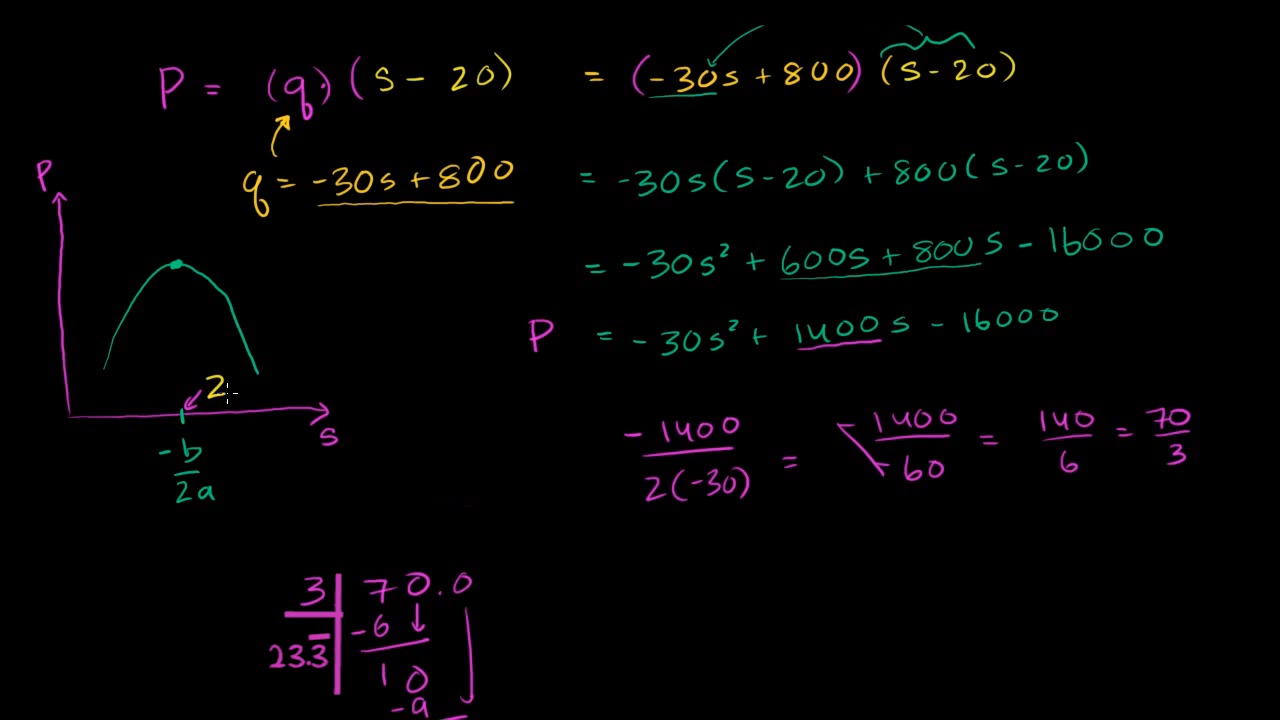 P = (q)(s - 20) = (-30s + 800)(s - 20)
q = -30s + 800
= -30s(s - 20) + 800(s - 20)
= -30s² + 600s + 800s - 16000
P = -30s² + 1400s - 16000
P
2
s
-b/2a
-1400/2(-30) = -1400/-60 = 140/6 = 70/3
3 | 70.0
23.3̅
-6
10
-9